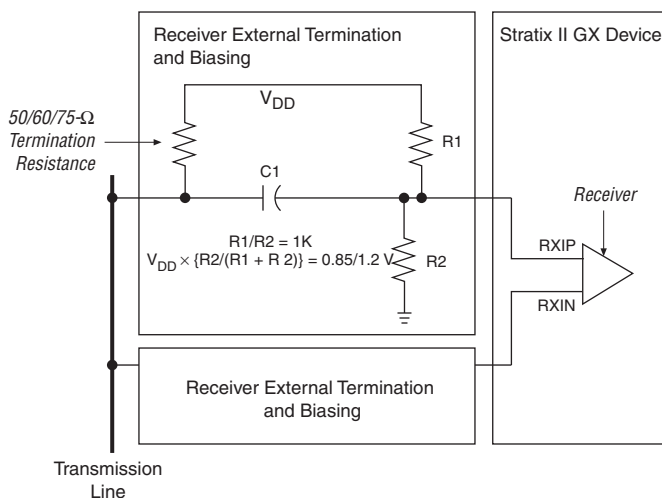 Receiver External Termination
and Biasing
Stratix II GX Device
50/60/75-Ω
Termination
Resistance
VDD
R1
C1
Receiver
R1/R2 = 1K
VDD × {R2/(R1 + R 2)} = 0.85/1.2 V
R2
RXIP
RXIN
Receiver External Termination
and Biasing
Transmission
Line